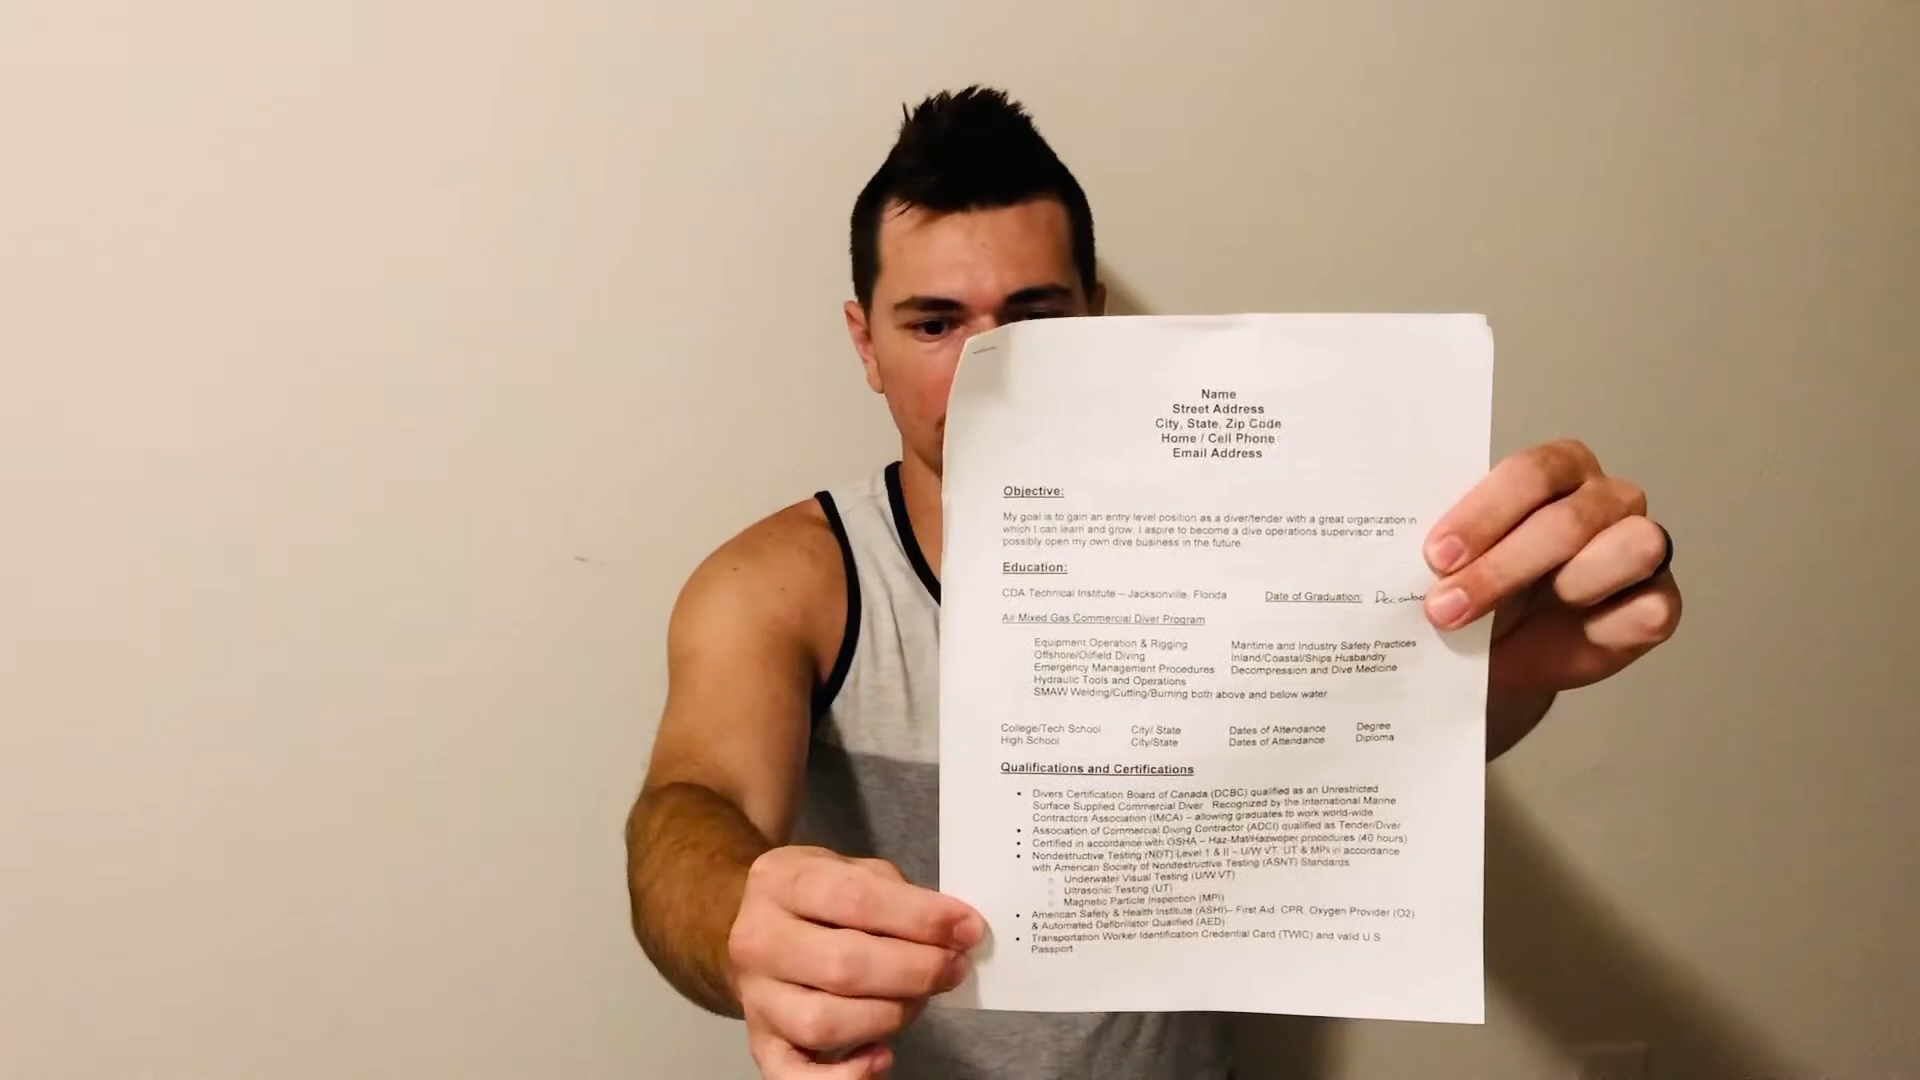 Name
Street Address
City, State, Zip Code
Home / Cell Phone
Email Address
Objective:
My goal is to gain an entry level position as a diver/tender with a great organization in
which I can learn and grow. I aspire to become a dive operations supervisor and
possibly open my own dive business in the future.
Education:
CDA Technical Institute – Jacksonville, Florida Date of Graduation:
Air Mixed Gas Commercial Diver Program
Equipment Operation & Rigging Maritime and Industry Safety Practices
Offshore/Oilfield Diving Inland/Coastal/Ships Husbandry
Emergency Management Procedures Decompression and Dive Medicine
Hydraulic Tools and Operations
SMAW Welding/Cutting/Burning both above and below water
College/Tech School City/ State Dates of Attendance Degree
High School City/State Dates of Attendance Diploma
Qualifications and Certifications
• Divers Certification Board of Canada (DCBC) qualified as an Unrestricted
Surface Supplied Commercial Diver Recognized by the International Marine
Contractors Association (IMCA) – allowing graduates to work world-wide
• Association of Commercial Diving Contractor (ADCI) qualified as Tender/Diver
• Certified in accordance with OSHA – Haz-Mat/Hazwoper procedures (40 hours)
• Nondestructive Testing (NDT) Level 1 & II – U/W VT, UT & MPI in accordance
with American Society of Nondestructive Testing (ASNT) Standards
○ Underwater Visual Testing (U/W VT)
○ Ultrasonic Testing (UT)
○ Magnetic Particle Inspection (MPI)
• American Safety & Health Institute (ASHI)– First Aid, CPR, Oxygen Provider (O2)
& Automated Defibrillator Qualified (AED)
• Transportation Worker Identification Credential Card (TWIC) and valid U.S.
Passport